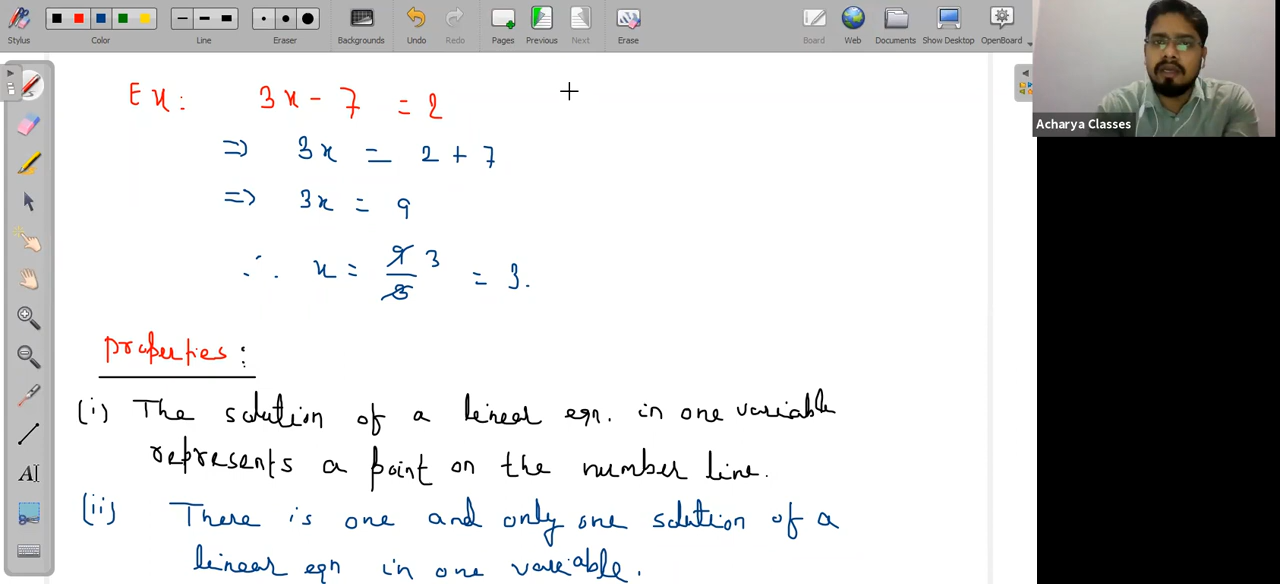 Stylus Color Line Eraser Backgrounds Undo Redo Pages Previous Next Erase Board Web Documents Show Desktop OpenBoard
Ex: 3x - 7 = 2
=> 3x = 2 + 7
=> 3x = 9
∴ x = 9/3 3 = 3.
Acharya Classes
Properties:
(i) The solution of a linear eqn. in one variable
represents a point on the number line.
(ii) There is one and only one solution of a
linear eqn in one variable.